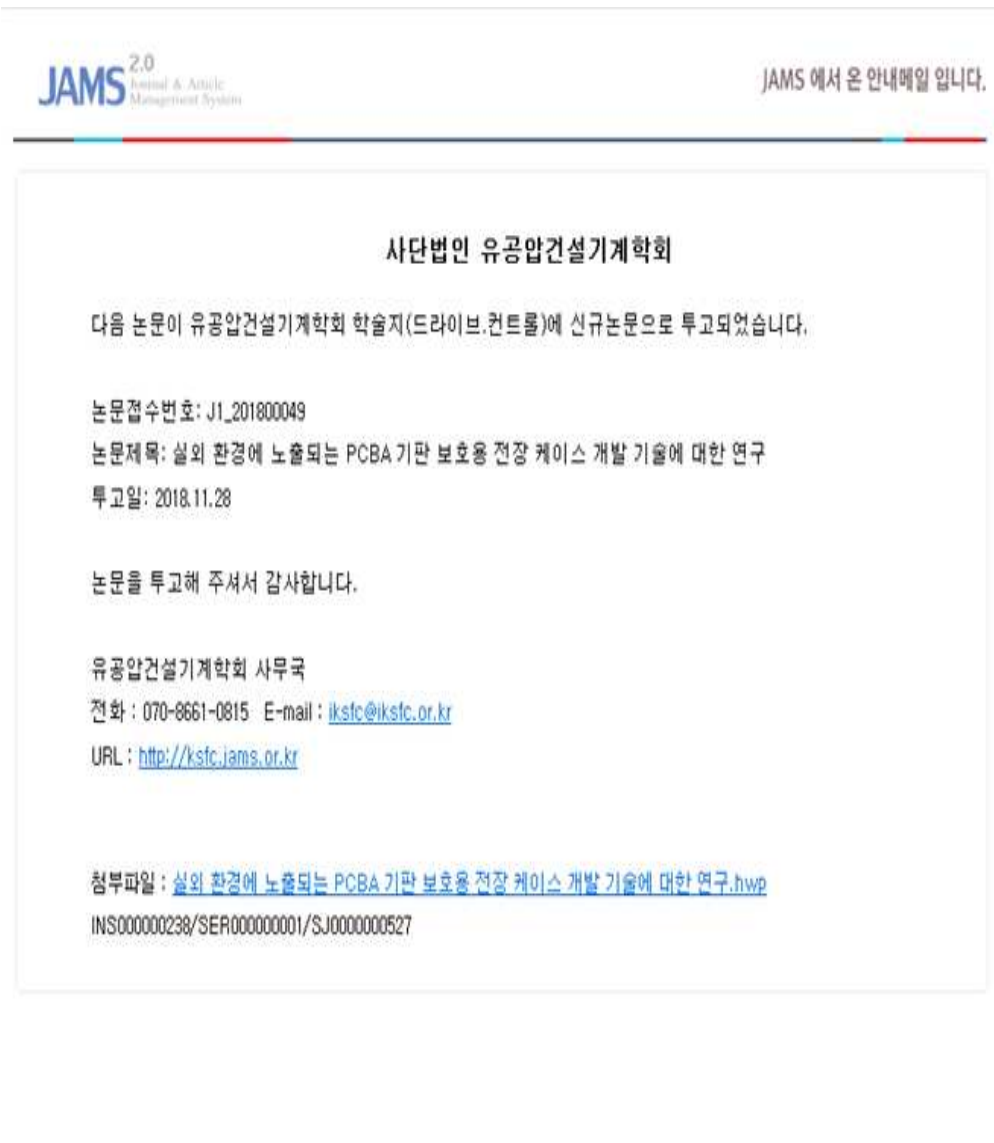 JAMS 2.0
Journal & Article
Management System
JAMS 에서 온 안내메일 입니다.
사단법인 유공압건설기계학회
다음 논문이 유공압건설기계학회 학술지(드라이브.컨트롤)에 신규논문으로 투고되었습니다.
논문접수번호: J1_201800049
논문제목: 실외 환경에 노출되는 PCBA 기판 보호용 전장 케이스 개발 기술에 대한 연구
투고일: 2018.11.28
논문을 투고해 주셔서 감사합니다.
유공압건설기계학회 사무국
전화 : 070-8661-0815 E-mail : iksfc@iksfc.or.kr
URL : http://ksfc.jams.or.kr
첨부파일 : 실외 환경에 노출되는 PCBA 기판 보호용 전장 케이스 개발 기술에 대한 연구.hwp
INS000000238/SER000000001/SJ0000000527